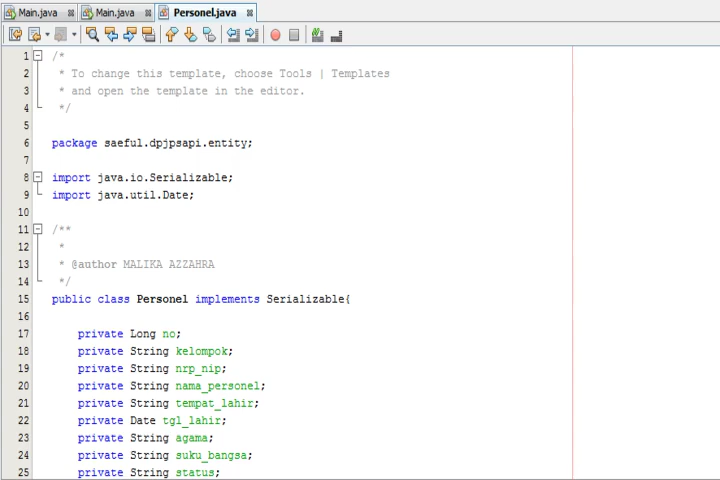 Main.java Main.java Personel.java
1 /*
2 * To change this template, choose Tools | Templates
3 * and open the template in the editor.
4 */
5
6 package saeful.dpjpsapi.entity;
7
8 import java.io.Serializable;
9 import java.util.Date;
10
11 /**
12 *
13 * @author MALIKA AZZAHRA
14 */
15 public class Personel implements Serializable{
16
17 private Long no;
18 private String kelompok;
19 private String nrp_nip;
20 private String nama_personel;
21 private String tempat_lahir;
22 private Date tgl_lahir;
23 private String agama;
24 private String suku_bangsa;
25 private String status;